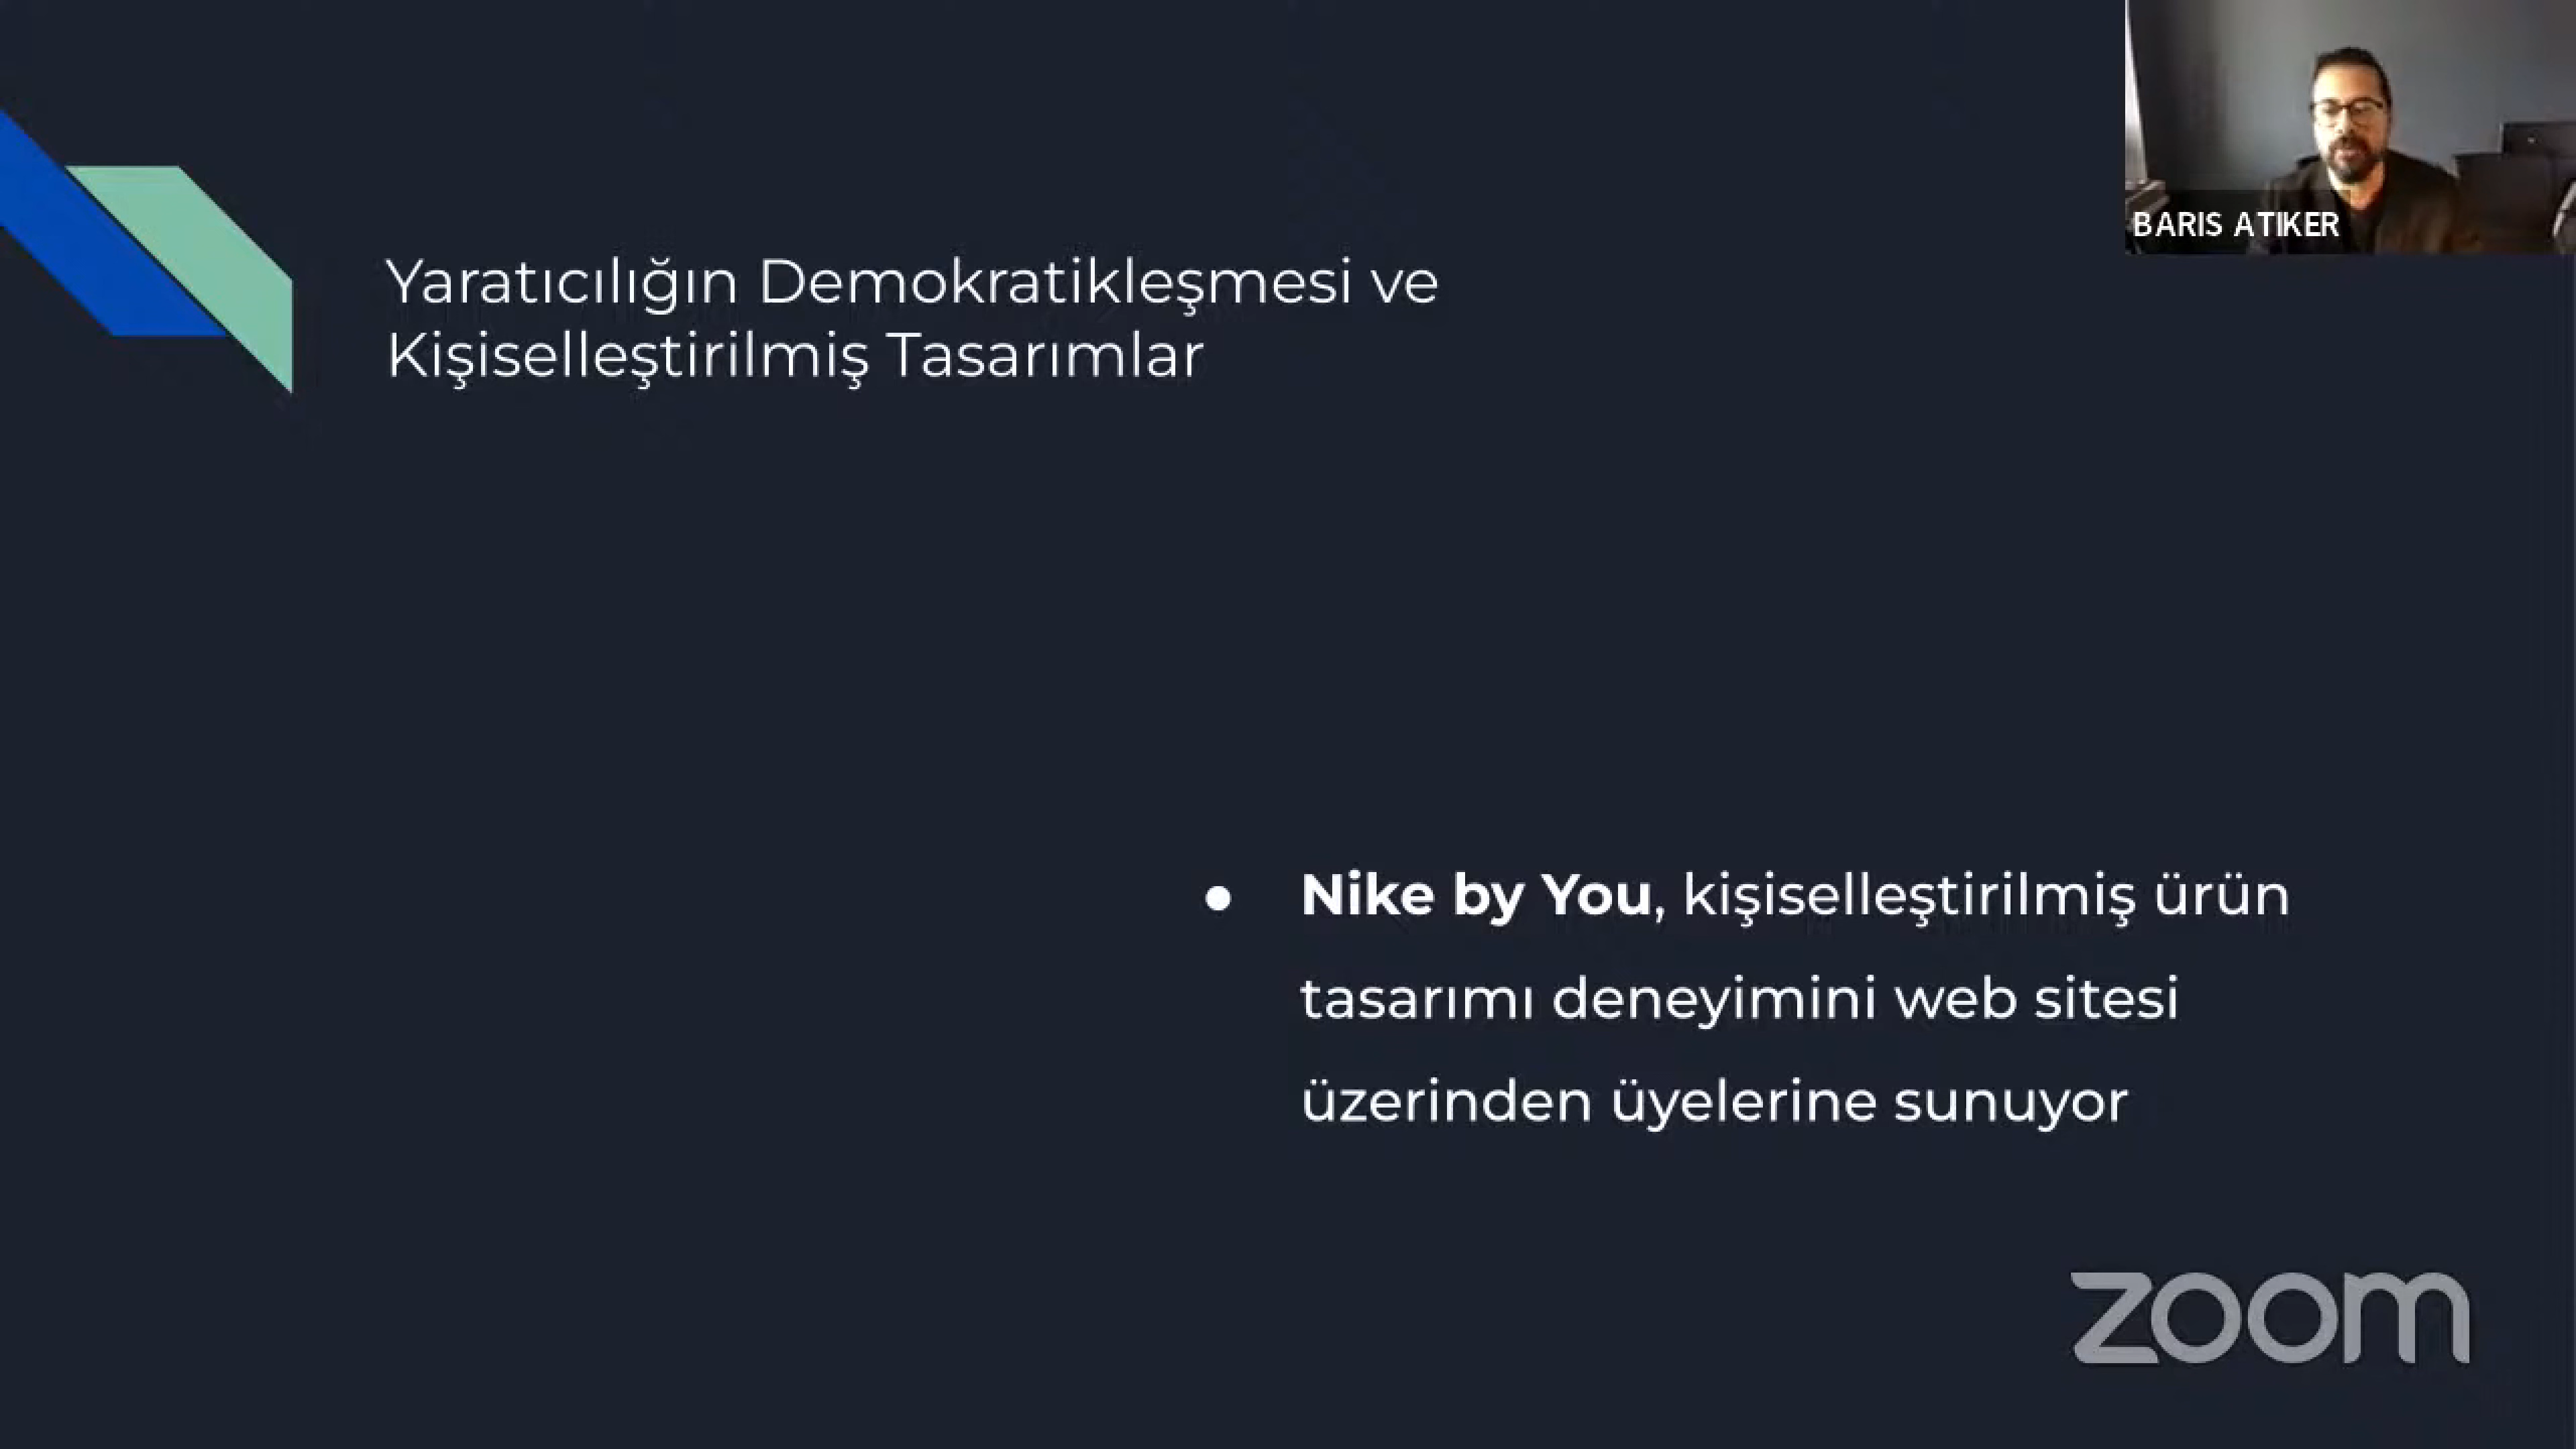 BARIS ATIKER
Yaratıcılığın Demokratikleşmesi ve
Kişiselleştirilmiş Tasarımlar
● Nike by You, kişiselleştirilmiş ürün
tasarımı deneyimini web sitesi
üzerinden üyelerine sunuyor
zoom